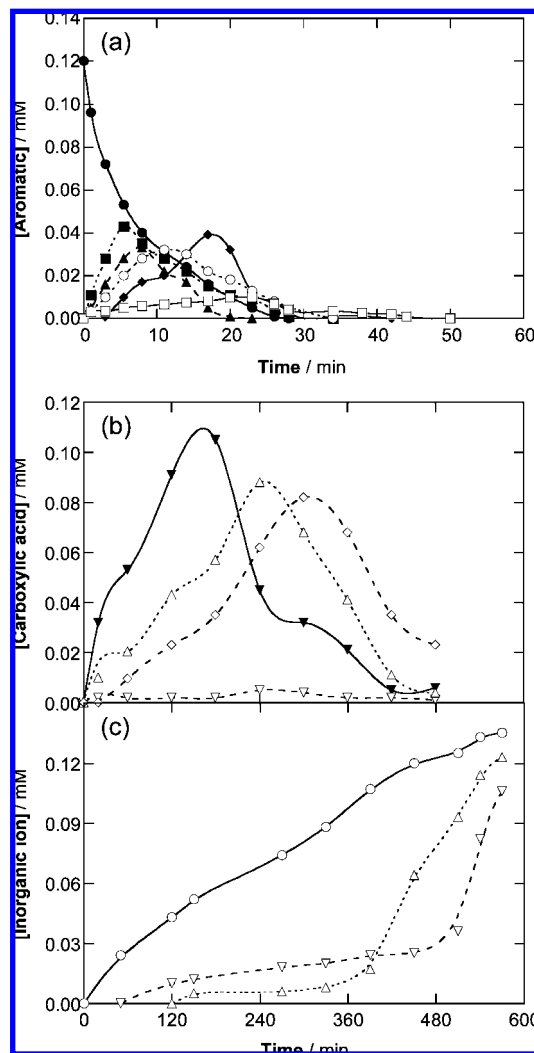 (a)
0.14
0.12
0.10
0.08
0.06
0.04
0.02
0.00
[Aromatic] / mM
0 10 20 30 40 50 60
Time / min
(b)
0.12
0.10
0.08
0.06
0.04
0.02
0.00
[Carboxylic acid] / mM
(c)
0.12
0.09
0.06
0.03
0.00
[Inorganic ion] / mM
0 120 240 360 480 600
Time / min